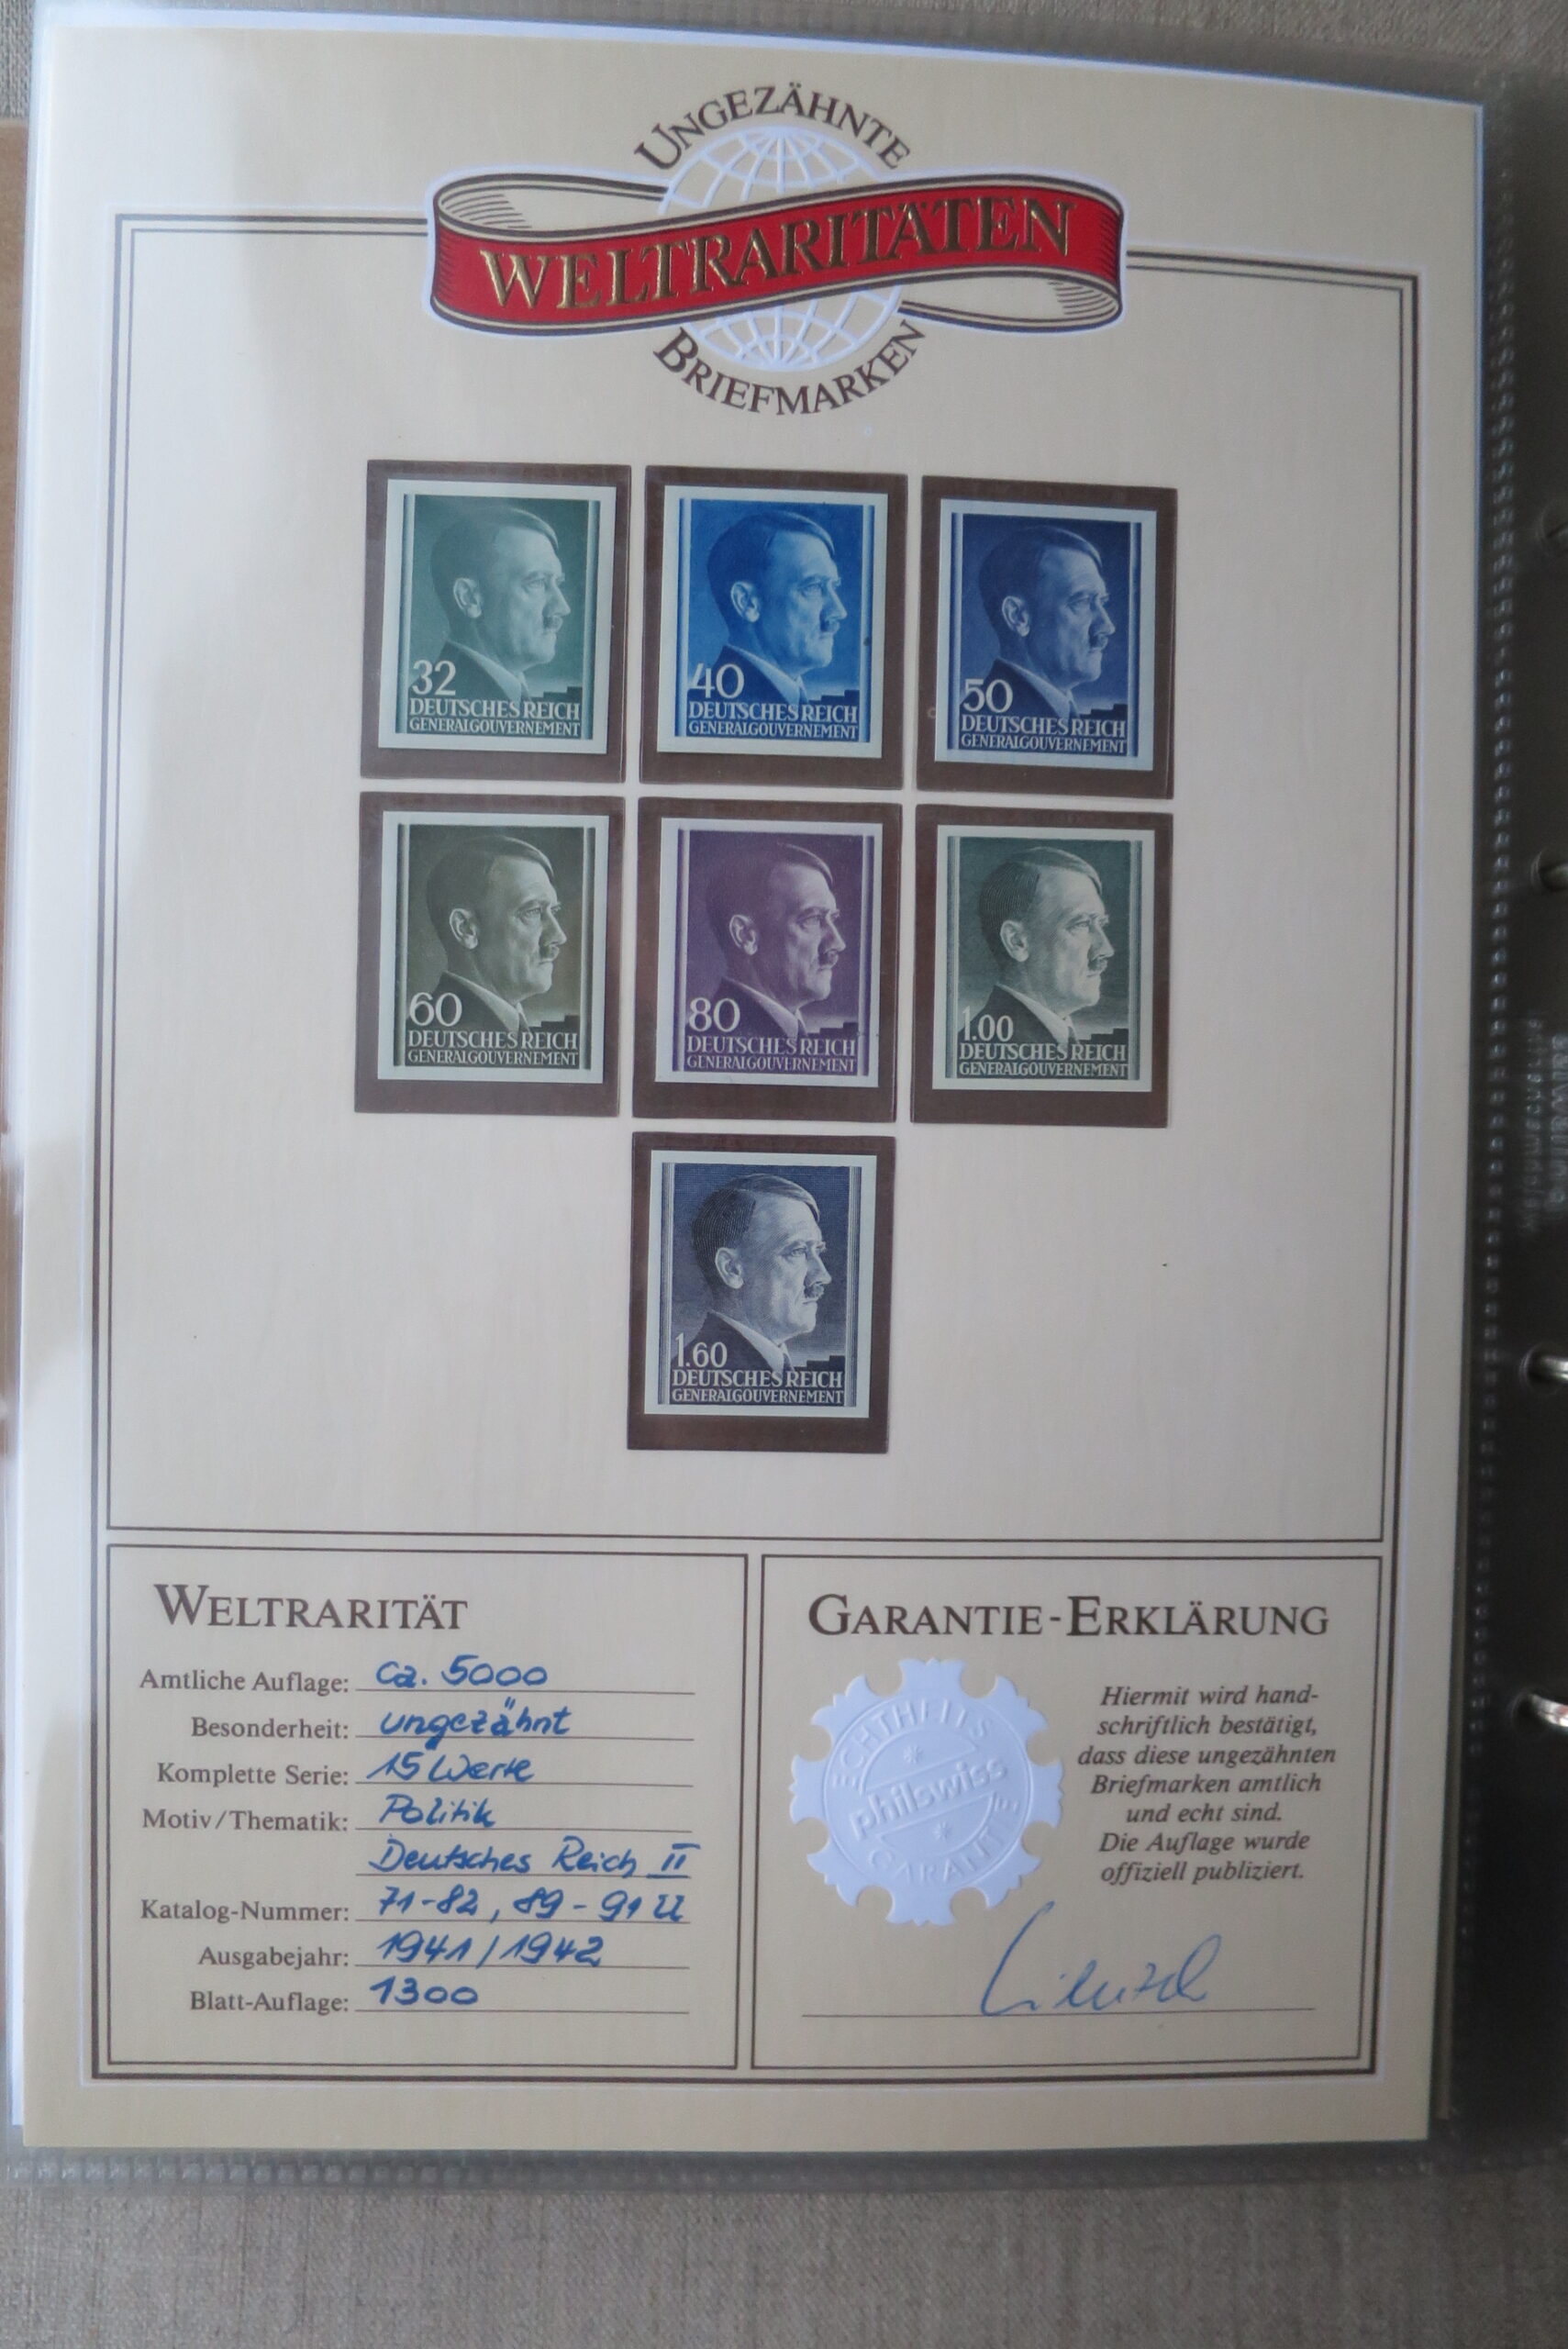 UNGEZÄHNTE
WELTRARITÄTEN
BRIEFMARKEN
32
DEUTSCHES REICH
GENERALGOUVERNEMENT
40
DEUTSCHES REICH
GENERALGOUVERNEMENT
50
DEUTSCHES REICH
GENERALGOUVERNEMENT
60
DEUTSCHES REICH
GENERALGOUVERNEMENT
80
DEUTSCHES REICH
GENERALGOUVERNEMENT
1.00
DEUTSCHES REICH
GENERALGOUVERNEMENT
1.60
DEUTSCHES REICH
GENERALGOUVERNEMENT
WELTRARITÄT
Amtliche Auflage: ca. 5000
Besonderheit: ungezähnt
Komplette Serie: 15 Werte
Motiv/Thematik: Politik
Deutsches Reich II
Katalog-Nummer: 71-82, 89-91 U
Ausgabejahr: 1941/1942
Blatt-Auflage: 1300
GARANTIE-ERKLÄRUNG
ECHTHEITS
philswiss
GARANTIE
Hiermit wird hand-
schriftlich bestätigt,
dass diese ungezähnten
Briefmarken amtlich
und echt sind.
Die Auflage wurde
offiziell publiziert.